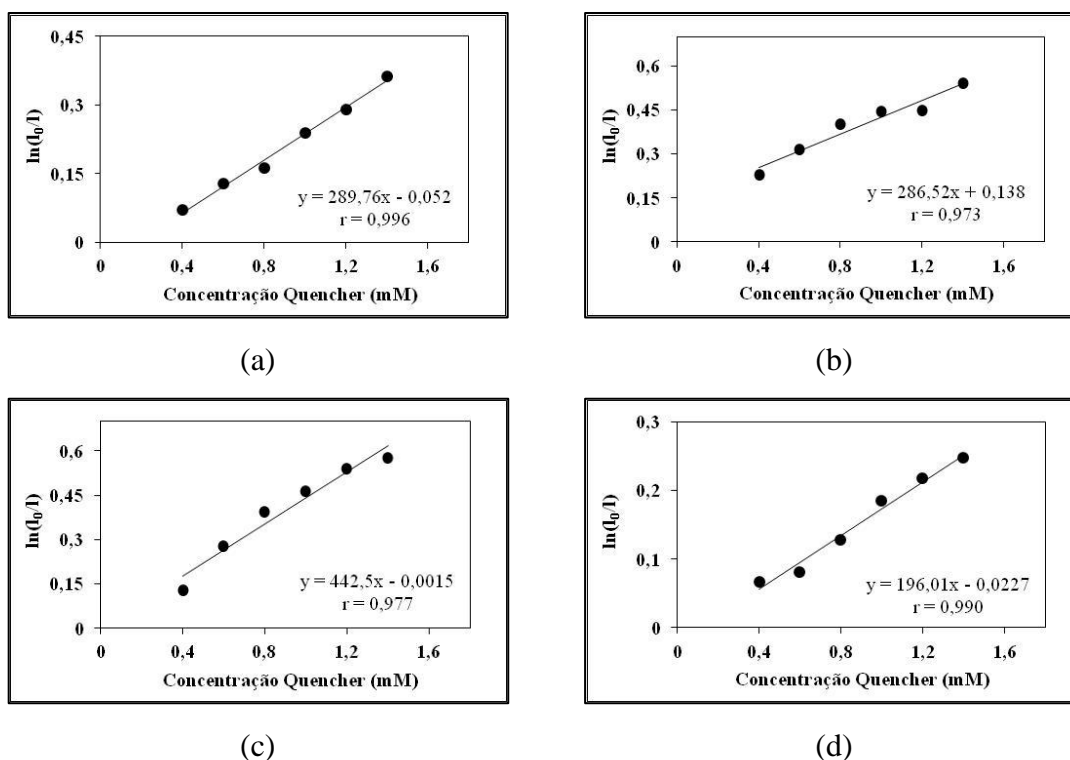 0,45
0,3
0,15
0
ln(I₀/I)
y = 289,76x - 0,052
r = 0,996
0 0,4 0,8 1,2 1,6
Concentração Quencher (mM)
(a)
0,6
0,45
0,3
0,15
0
ln(I₀/I)
y = 286,52x + 0,138
r = 0,973
0 0,4 0,8 1,2 1,6
Concentração Quencher (mM)
(b)
0,6
0,45
0,3
0,15
0
ln(I₀/I)
y = 442,5x - 0,0015
r = 0,977
0 0,4 0,8 1,2 1,6
Concentração Quencher (mM)
(c)
0,3
0,2
0,1
0
ln(I₀/I)
y = 196,01x - 0,0227
r = 0,990
0 0,4 0,8 1,2 1,6
Concentração Quencher (mM)
(d)